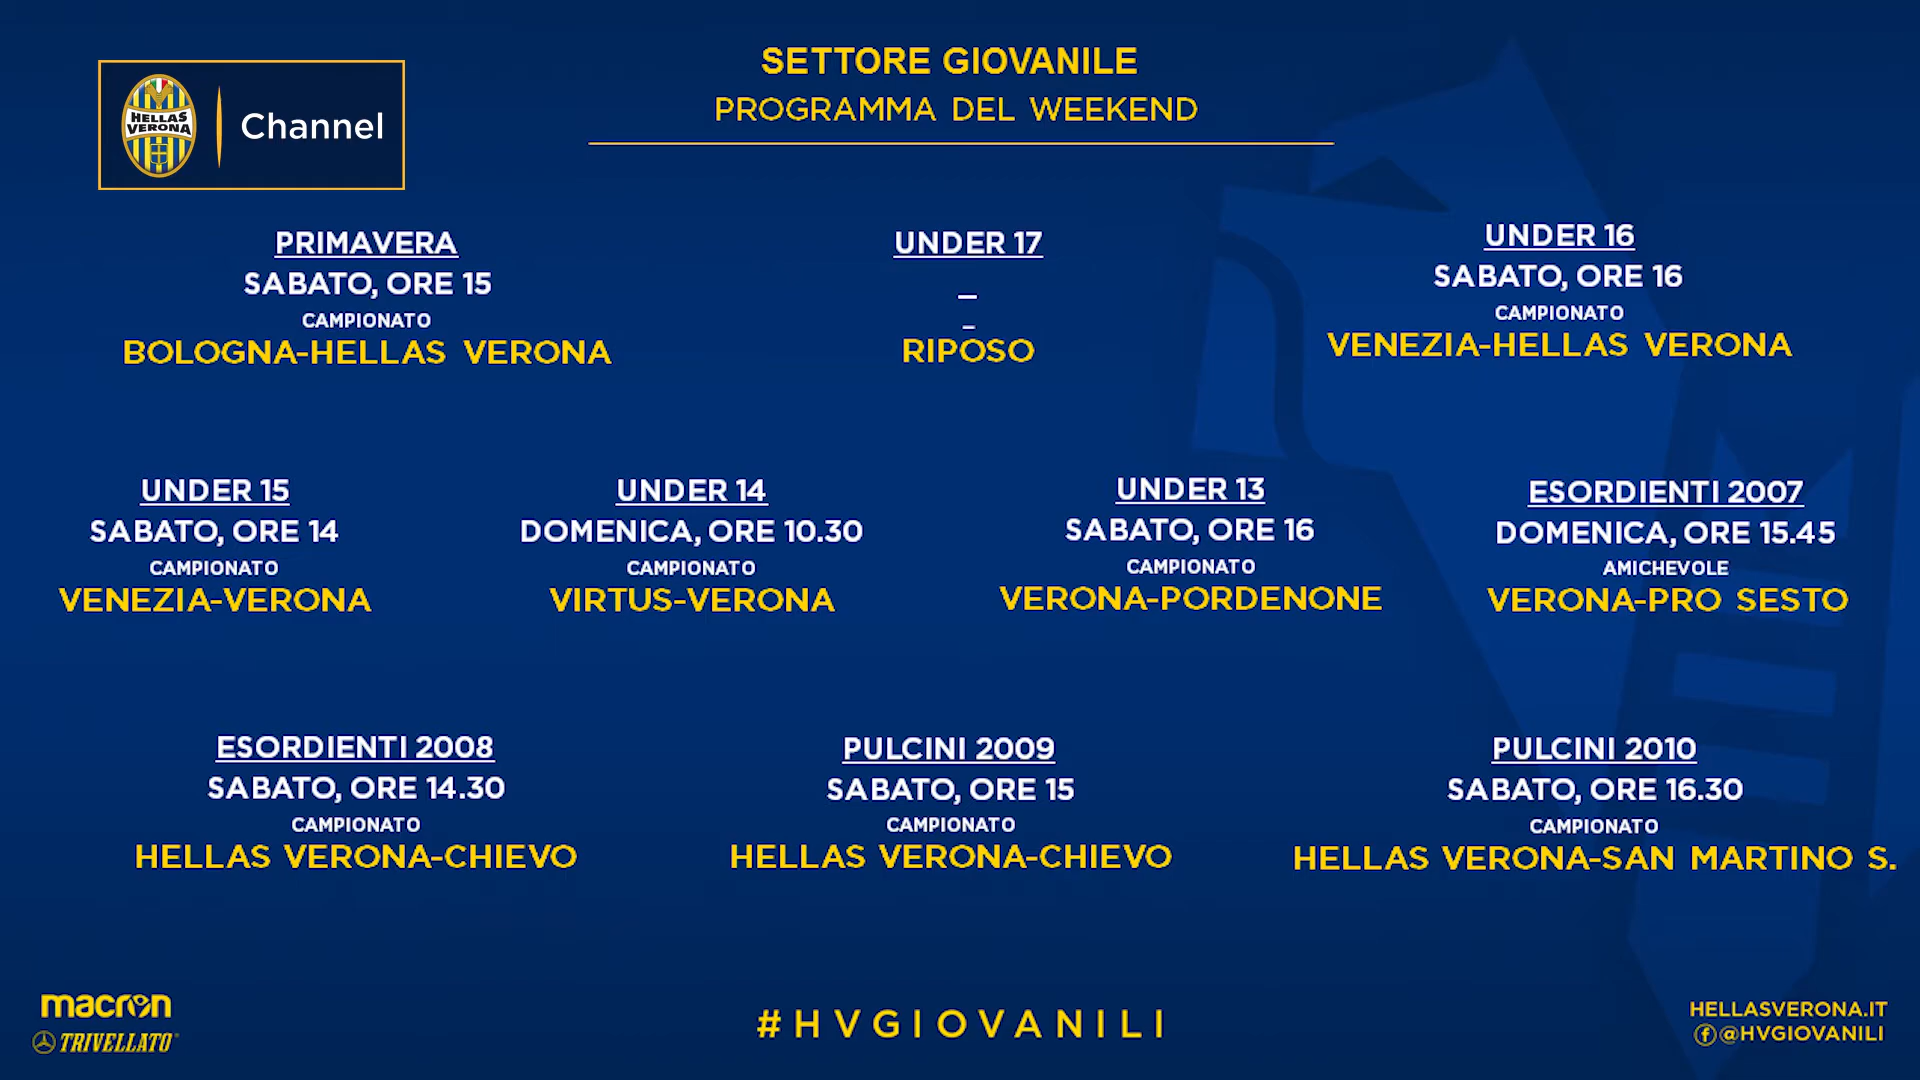 HELLAS
VERONA
Channel
SETTORE GIOVANILE
PROGRAMMA DEL WEEKEND
PRIMAVERA
SABATO, ORE 15
CAMPIONATO
BOLOGNA-HELLAS VERONA
UNDER 17
–
–
RIPOSO
UNDER 16
SABATO, ORE 16
CAMPIONATO
VENEZIA-HELLAS VERONA
UNDER 15
SABATO, ORE 14
CAMPIONATO
VENEZIA-VERONA
UNDER 14
DOMENICA, ORE 10.30
CAMPIONATO
VIRTUS-VERONA
UNDER 13
SABATO, ORE 16
CAMPIONATO
VERONA-PORDENONE
ESORDIENTI 2007
DOMENICA, ORE 15.45
AMICHEVOLE
VERONA-PRO SESTO
ESORDIENTI 2008
SABATO, ORE 14.30
CAMPIONATO
HELLAS VERONA-CHIEVO
PULCINI 2009
SABATO, ORE 15
CAMPIONATO
HELLAS VERONA-CHIEVO
PULCINI 2010
SABATO, ORE 16.30
CAMPIONATO
HELLAS VERONA-SAN MARTINO S.
macron
TRIVELLATO
#HVGIOVANILI
HELLASVERONA.IT
@HVGIOVANILI